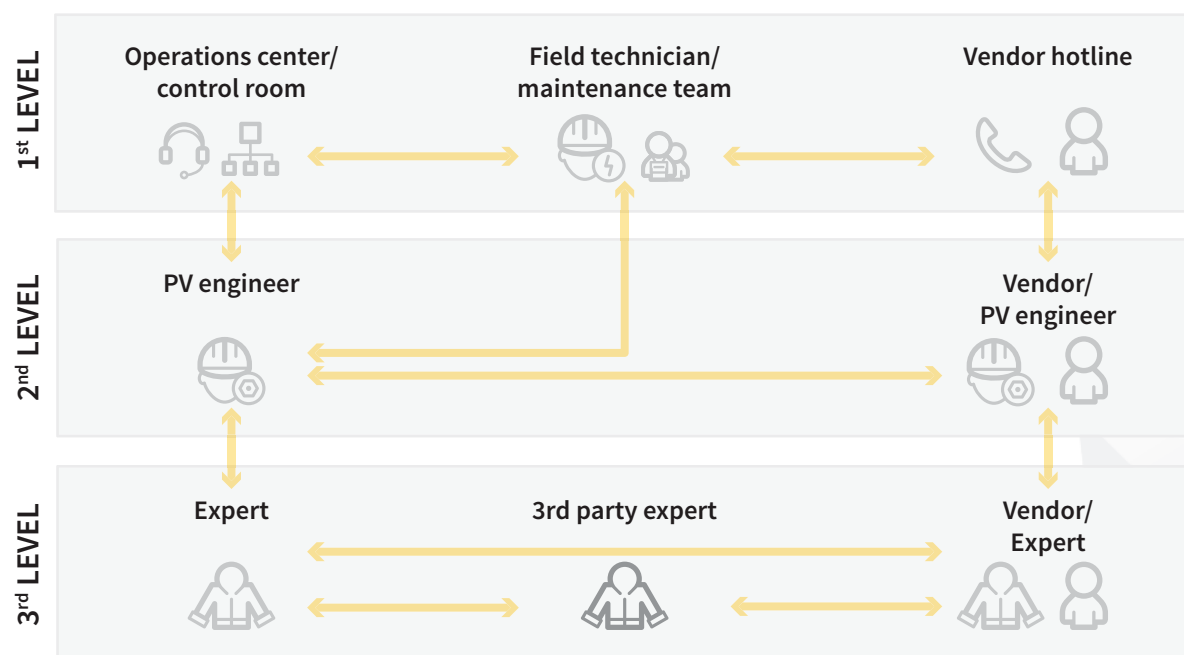 1st LEVEL
Operations center/
control room
Field technician/
maintenance team
Vendor hotline
2nd LEVEL
PV engineer
Vendor/
PV engineer
3rd LEVEL
Expert
3rd party expert
Vendor/
Expert